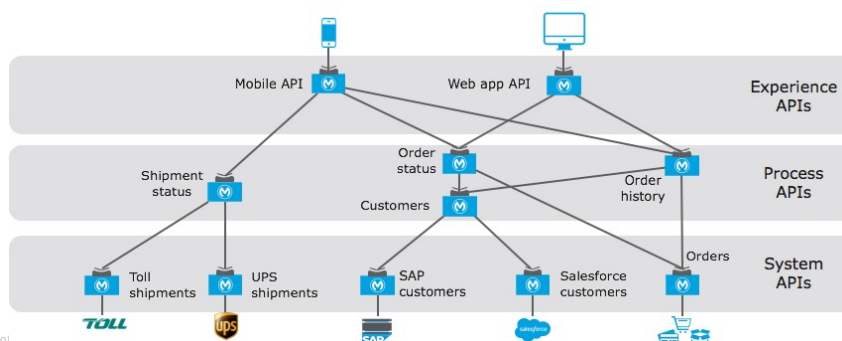 Mobile API
Web app API
Experience
APIs
Shipment
status
Order
status
Order
history
Process
APIs
Customers
Toll
shipments
UPS
shipments
SAP
customers
Salesforce
customers
Orders
System
APIs
TOLL
ups
SAP
salesforce